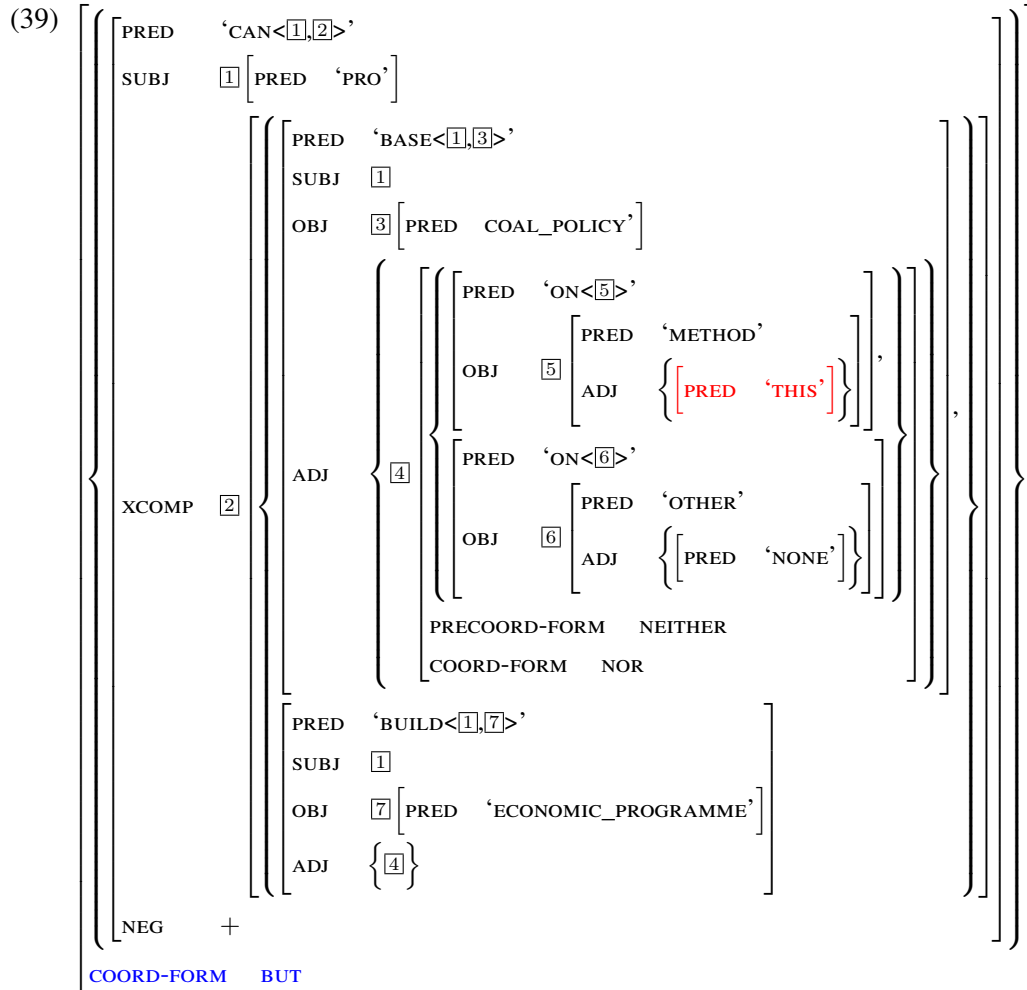 (39)
PRED ‘CAN<1,2>’
SUBJ 1 [PRED ‘PRO’]
PRED ‘BASE<1,3>’
SUBJ 1
OBJ 3 [PRED COAL_POLICY’]
PRED ‘ON<5>’
PRED ‘METHOD’
OBJ 5
ADJ {[PRED ‘THIS’]}
,
,
XCOMP 2
ADJ 4
PRED ‘ON<6>’
PRED ‘OTHER’
OBJ 6
ADJ {[PRED ‘NONE’]}
PRECOORD-FORM NEITHER
COORD-FORM NOR
PRED ‘BUILD<1,7>’
SUBJ 1
OBJ 7 [PRED ‘ECONOMIC_PROGRAMME’]
ADJ {4}
NEG +
COORD-FORM BUT